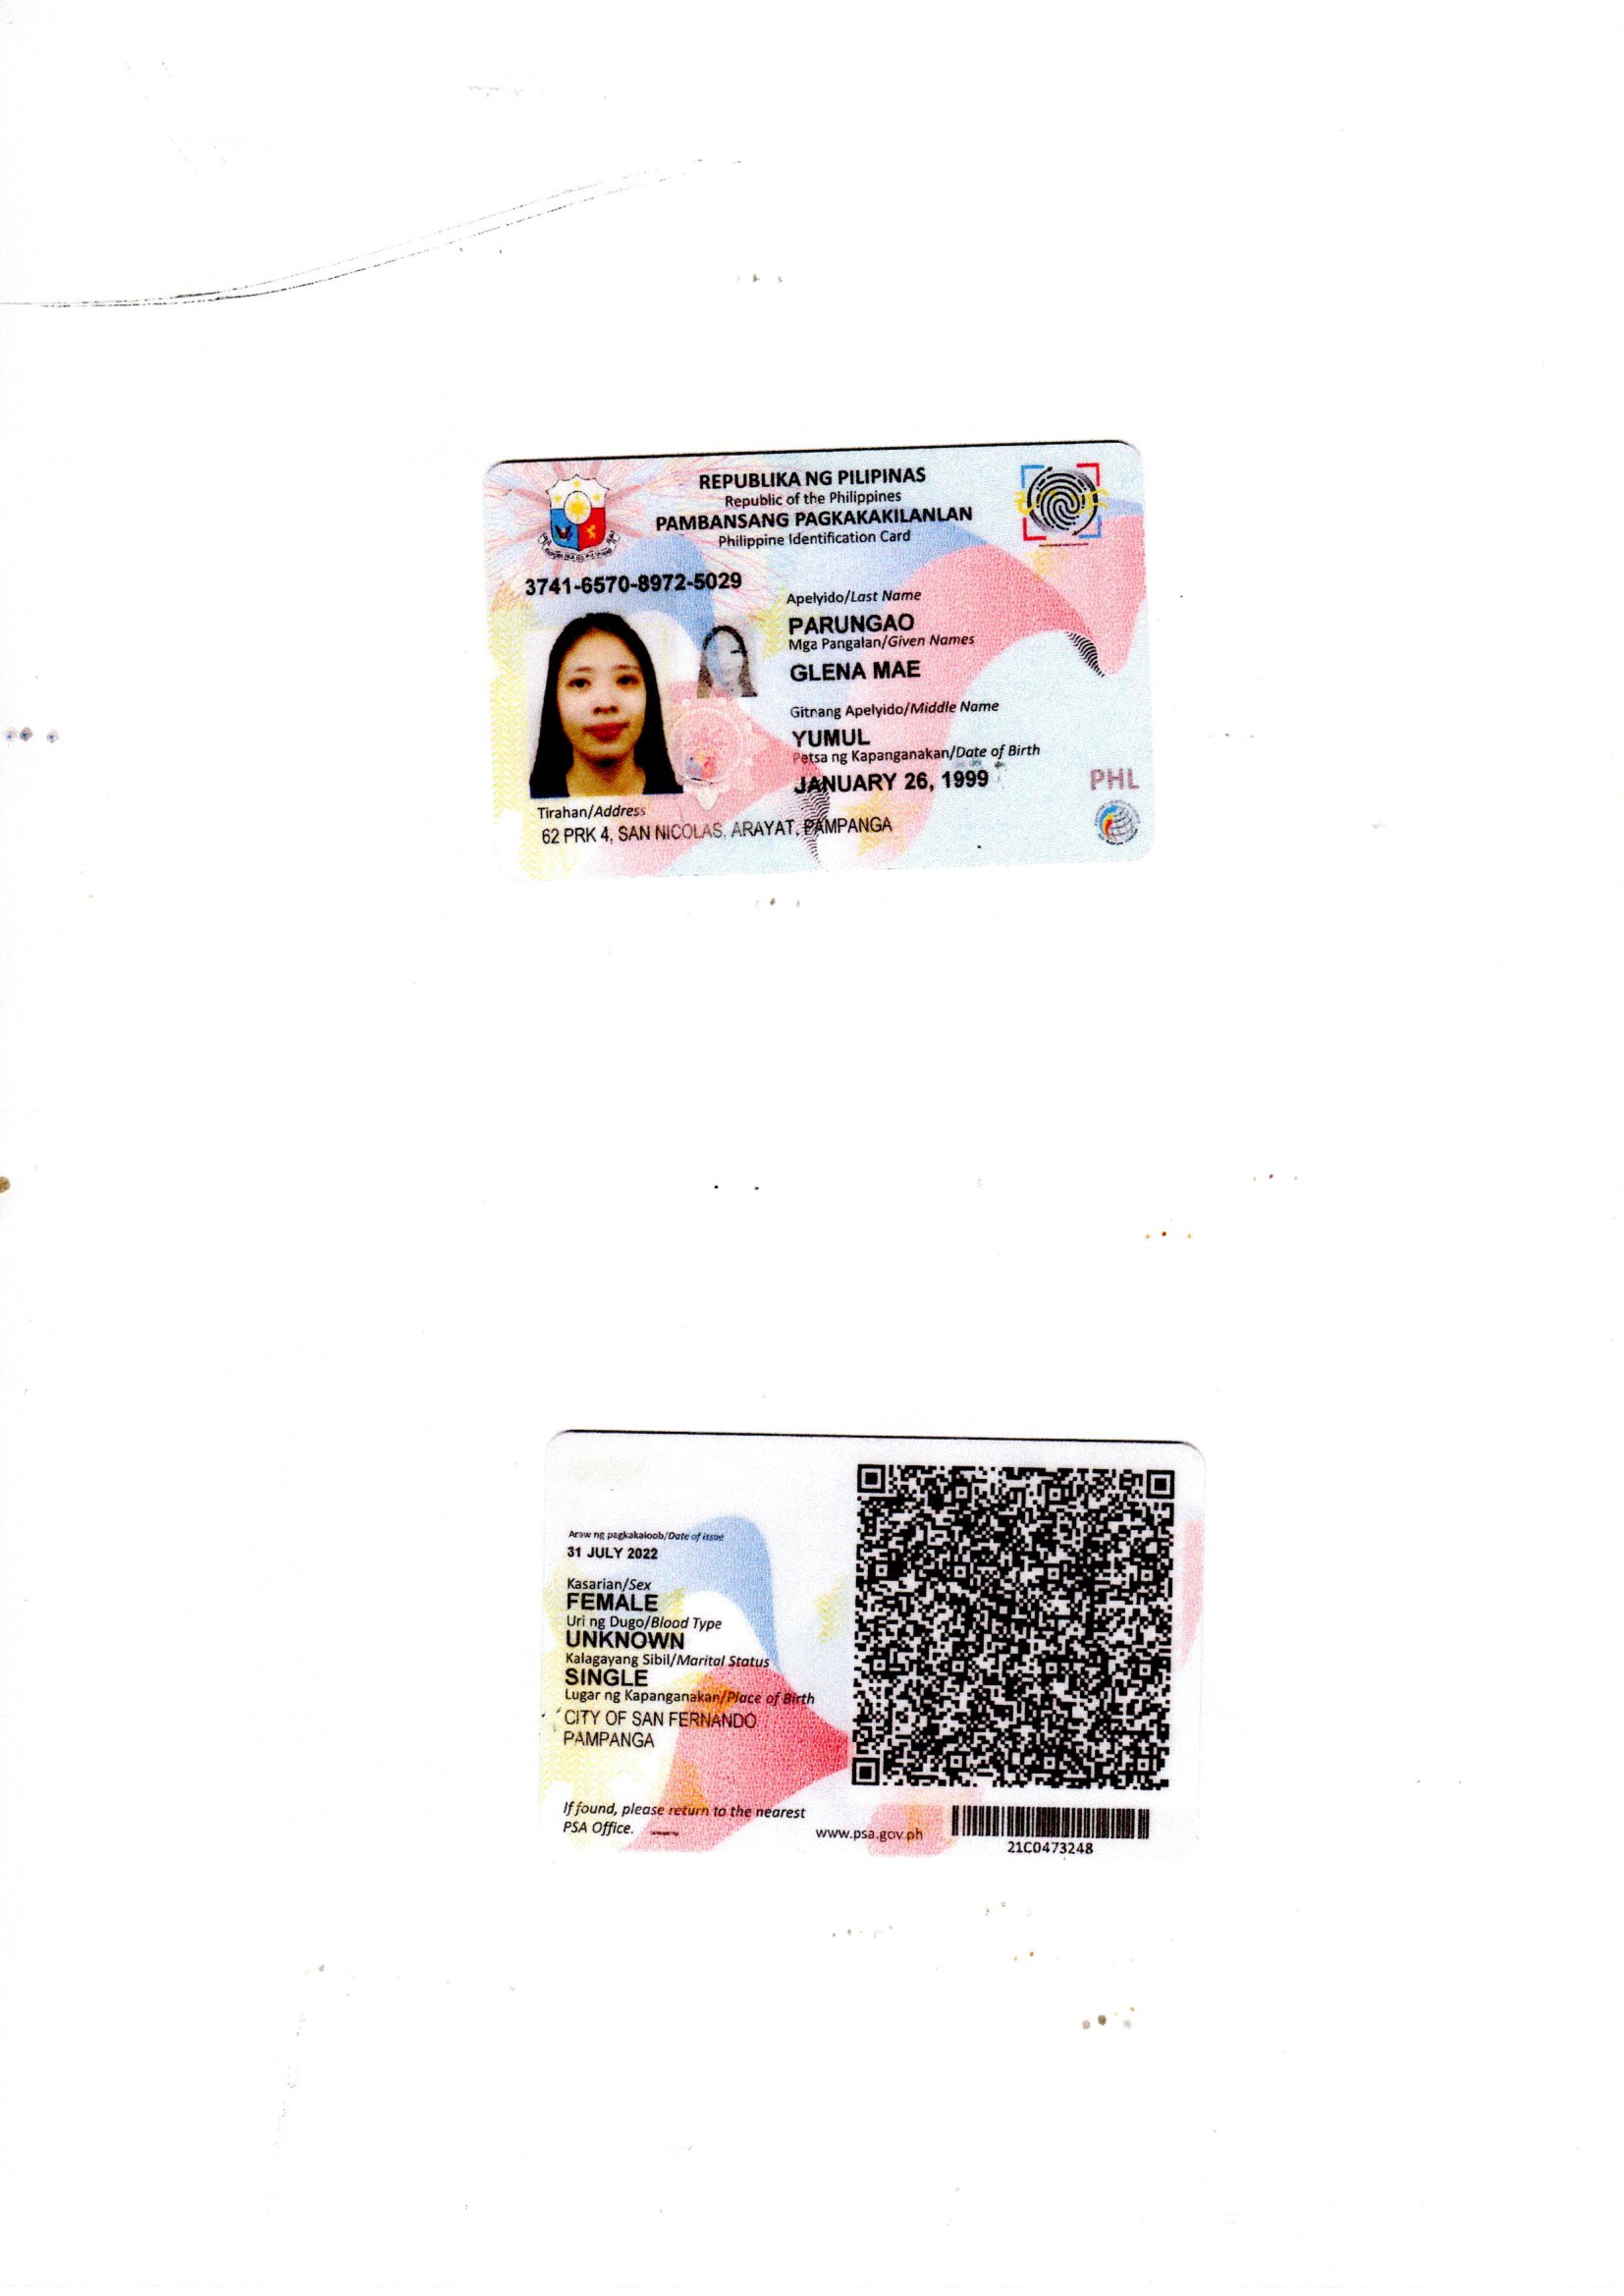 REPUBLIKA NG PILIPINAS
Republic of the Philippines
PAMBANSANG PAGKAKAKILANLAN
Philippine Identification Card
3741-6570-8972-5029
Apelyido/Last Name
PARUNGAO
Mga Pangalan/Given Names
GLENA MAE
Gitnang Apelyido/Middle Name
YUMUL
Petsa ng Kapanganakan/Date of Birth
JANUARY 26, 1999
PHL
Tirahan/Address
62 PRK 4, SAN NICOLAS, ARAYAT, PAMPANGA
Araw ng pagkakaloob/Date of issue
31 JULY 2022
Kasarian/Sex
FEMALE
Uri ng Dugo/Blood Type
UNKNOWN
Kalagayang Sibil/Marital Status
SINGLE
Lugar ng Kapanganakan/Place of Birth
CITY OF SAN FERNANDO
PAMPANGA
If found, please return to the nearest
PSA Office.
www.psa.gov.ph
21C0473248